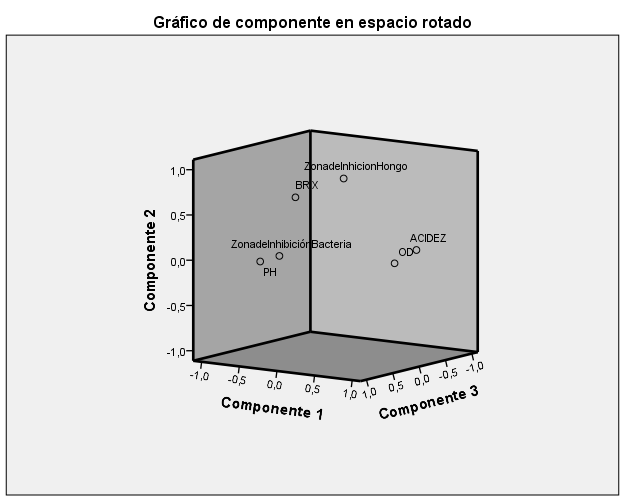 Gráfico de componente en espacio rotado
ZonadeInhicionHongo
BRIX
ZonadeInhibiciónBacteria
PH
ACIDEZ
OD
Componente 2
1,0
0,5
0,0
-0,5
-1,0
-1,0 -0,5 0,0 0,5 1,0
Componente 1
1,0 0,5 0,0 -0,5 -1,0
Componente 3